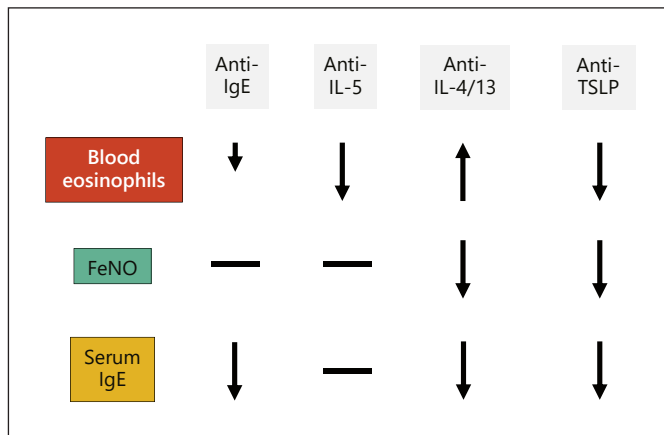 Anti-
IgE
Anti-
IL-5
Anti-
IL-4/13
Anti-
TSLP
Blood
eosinophils
FeNO
Serum
IgE